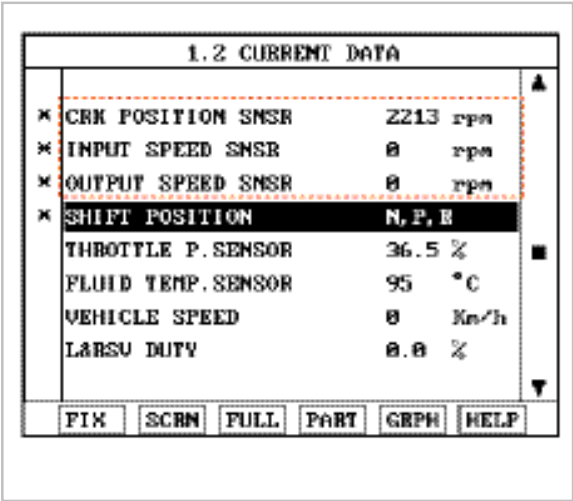 1.2 CURRENT DATA
▲
* CRK POSITION SNSR 2213 rpm
* INPUT SPEED SNSR 0 rpm
* OUTPUT SPEED SNSR 0 rpm
* SHIFT POSITION N,P,R
THROTTLE P.SENSOR 36.5 % ■
FLUID TEMP.SENSOR 95 °C
VEHICLE SPEED 0 Km/h
L&RSV DUTY 0.0 %
▼
FIX SCRN FULL PART GRPH HELP